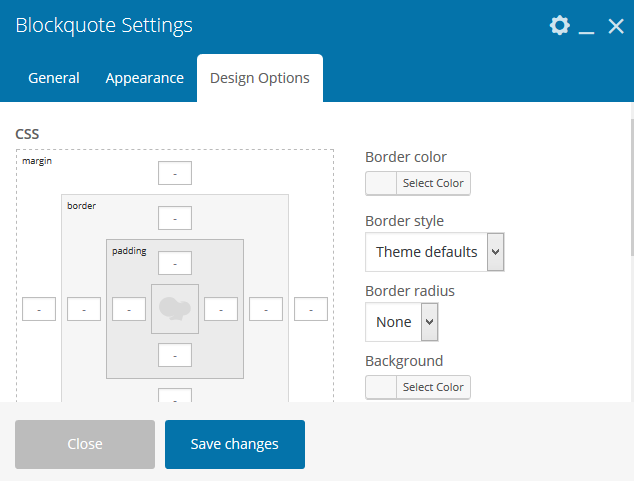 Blockquote Settings
General Appearance Design Options
CSS
margin
-
border
-
padding
-
- - - - - -
-
-
Border color
Select Color
Border style
Theme defaults
Border radius
None
Background
Select Color
Close Save changes